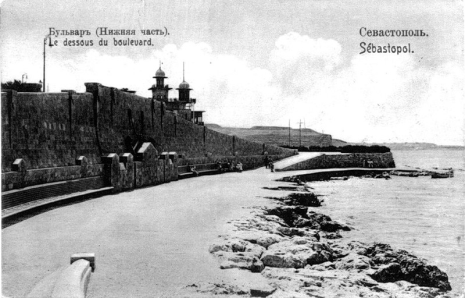 Бульваръ (Нижняя часть).
Le dessous du boulevard.
Севастополь.
Sébastopol.